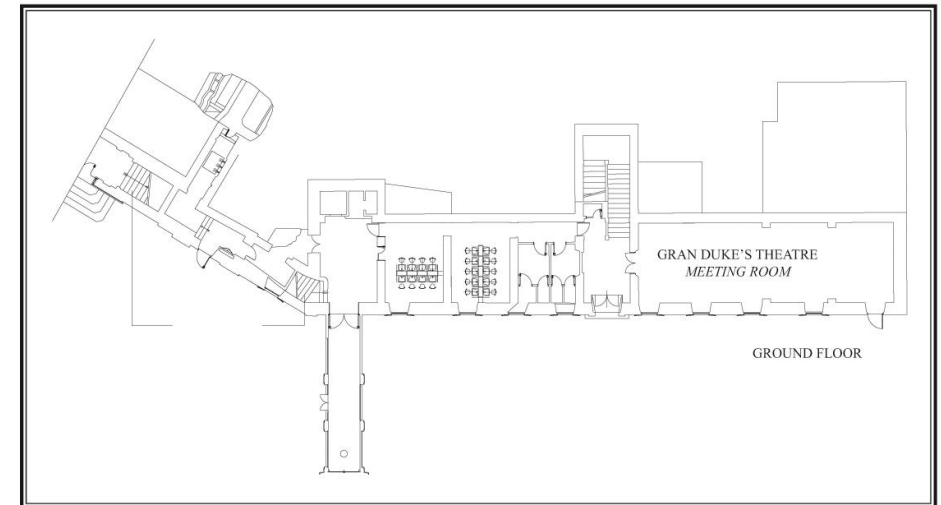 GRAN DUKE'S THEATRE
MEETING ROOM
GROUND FLOOR